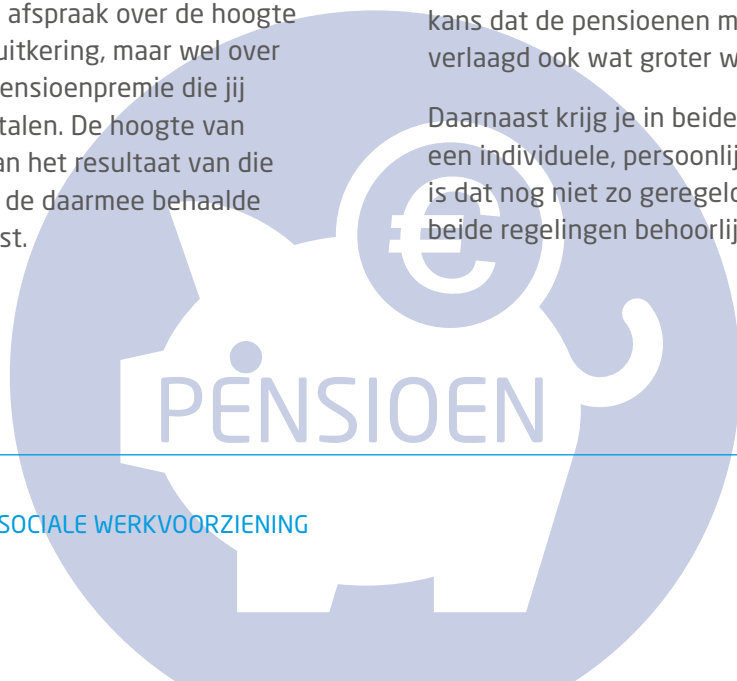 afspraak over de hoogte
uitkering, maar wel over
ensioenpremie die jij
talen. De hoogte van
an het resultaat van die
de daarmee behaalde
st.
kans dat de pensioenen m
verlaagd ook wat groter w
Daarnaast krijg je in beide
een individuele, persoonlij
is dat nog niet zo geregeld
beide regelingen behoorlij
€
PENSIOEN
SOCIALE WERKVOORZIENING